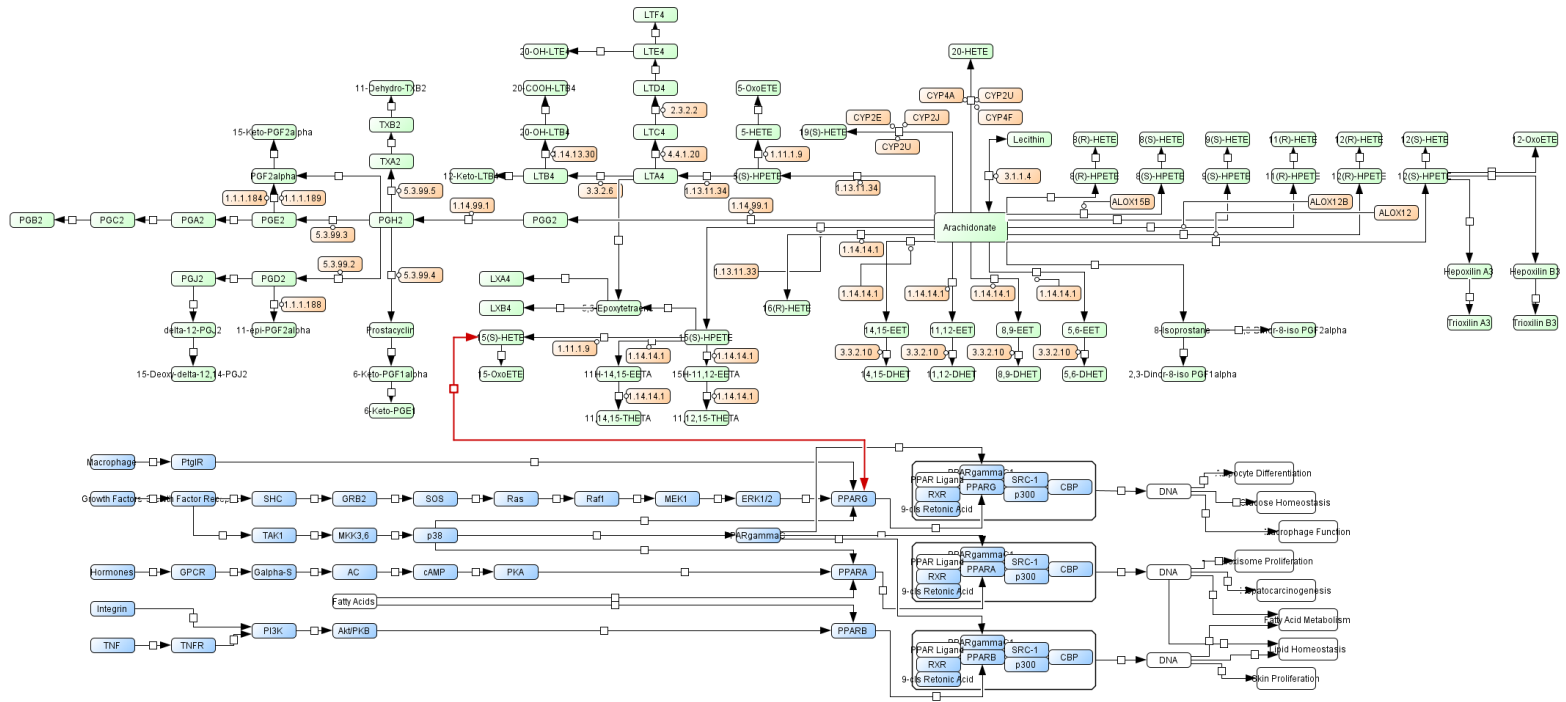 LTF4
20-OH-LTE4
LTE4
20-HETE
11-Dehydro-TXB2
20-COOH-LTB4
LTD4
5-OxoETE
CYP4A
CYP2U
2.3.2.2
CYP2E
CYP2J
CYP4F
15-Keto-PGF2alpha
TXB2
20-OH-LTB4
LTC4
5-HETE
19(S)-HETE
CYP2U
Lecithin
8(R)-HETE
8(S)-HETE
9(S)-HETE
11(R)-HETE
12(R)-HETE
12(S)-HETE
12-OxoETE
TXA2
1.14.13.30
4.4.1.20
1.11.1.9
PGF2alpha
12-Keto-LTB4
LTB4
LTA4
5(S)-HPETE
3.1.1.4
8(R)-HPETE
8(S)-HPETE
9(S)-HPETE
11(R)-HPETE
12(R)-HPETE
12(S)-HPETE
1.1.1.184
1.1.1.189
5.3.99.5
3.3.2.6
1.13.11.34
1.13.11.34
ALOX15B
ALOX12B
1.14.99.1
1.14.99.1
ALOX12
PGB2
PGC2
PGA2
PGE2
PGH2
PGG2
Arachidonate
5.3.99.3
1.14.14.1
5.3.99.2
1.13.11.33
PGJ2
PGD2
5.3.99.4
LXA4
Hepoxilin A3
Hepoxilin B3
1.1.1.188
1.14.14.1
1.14.14.1
1.14.14.1
1.14.14.1
LXB4
16(R)-HETE
delta-12-PGJ2
11-epi-PGF2alpha
Prostacyclin
14,15-EET
11,12-EET
8,9-EET
5,6-EET
8-Isoprostane
Trioxilin A3
Trioxilin B3
5(S)-HETE
5(S)-HPETE
1.11.1.9
1.14.14.1
1.14.14.1
3.3.2.10
3.3.2.10
3.3.2.10
3.3.2.10
15-Deoxy-delta-12,14-PGJ2
6-Keto-PGF1alpha
15-OxoETE
11H-14,15-EETA
15H-11,12-EETA
14,15-DHET
11,12-DHET
8,9-DHET
5,6-DHET
2,3-Dinor-8-iso PGF1alpha
1.14.14.1
1.14.14.1
6-Keto-PGE1
11,14,15-THETA
11,12,15-THETA
Macrophage
PtgIR
PPAR Ligand
SRC-1
RXR
PPARG
p300
CBP
9-cis Retonic Acid
DNA
Growth Factors
SHC
GRB2
SOS
Ras
Raf1
MEK1
ERK1/2
PPARG
TAK1
MKK3,6
p38
Macrophage Function
PPAR Ligand
SRC-1
RXR
PPARA
p300
CBP
9-cis Retonic Acid
DNA
Hormones
GPCR
Galpha-S
AC
cAMP
PKA
PPARA
Fatty Acids
Integrin
Fatty Acid Metabolism
TNF
TNFR
PI3K
Akt/PKB
PPARB
PPAR Ligand
SRC-1
RXR
PPARB
p300
CBP
9-cis Retonic Acid
DNA
Lipid Homeostasis
Skin Proliferation